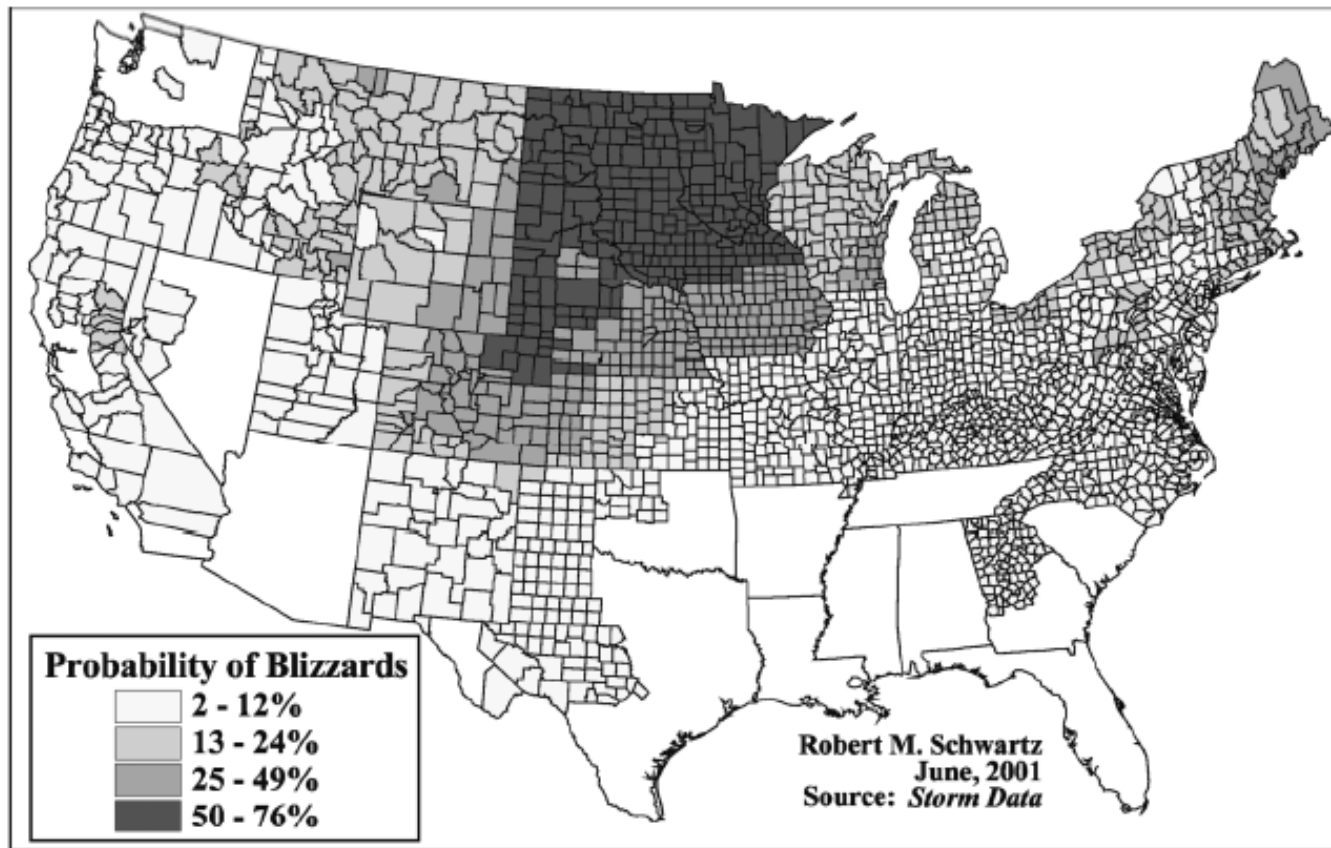 Probability of Blizzards
2 - 12%
13 - 24%
25 - 49%
50 - 76%
Robert M. Schwartz
June, 2001
Source: Storm Data